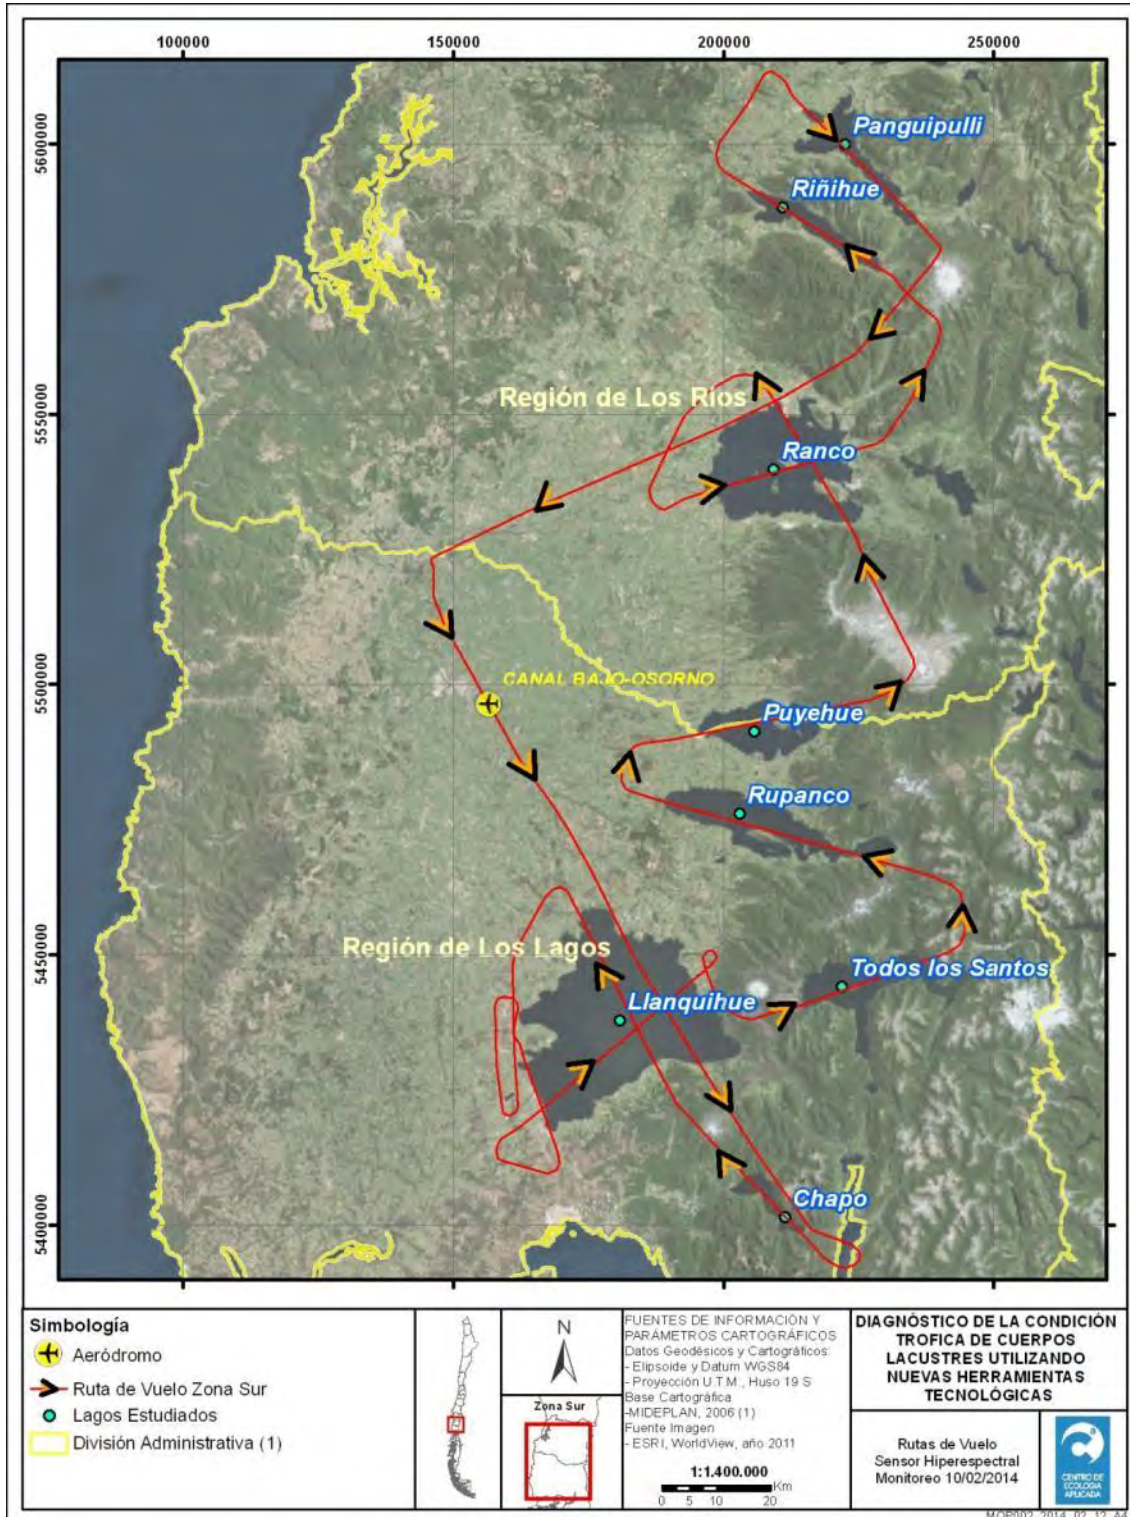 100000
150000
200000
250000
5600000
5550000
5500000
5450000
5400000
Panguipulli
Riñihue
Región de Los Ríos
Ranco
CANAL BAJO-OSORNO
Puyehue
Rupanco
Región de Los Lagos
Todos los Santos
Llanquihue
Chapo
Simbología
Aeródromo
Ruta de Vuelo Zona Sur
Lagos Estudiados
División Administrativa (1)
N
Zona Sur
FUENTES DE INFORMACIÓN Y
PARÁMETROS CARTOGRÁFICOS
Datos Geodésicos y Cartográficos:
- Elipsoide y Datum WGS84
- Proyección U.T.M., Huso 19 S
Base Cartográfica
-MIDEPLAN, 2006 (1)
Fuente Imagen
- ESRI, WorldView, año 2011
1:1.400.000
Km
0 5 10 20
DIAGNÓSTICO DE LA CONDICIÓN
TROFICA DE CUERPOS
LACUSTRES UTILIZANDO
NUEVAS HERRAMIENTAS
TECNOLÓGICAS
Rutas de Vuelo
Sensor Hiperespectral
Monitoreo 10/02/2014
CENTRO DE
ECOLOGIA
APLICADA
MOP002_2014_02_12_A4